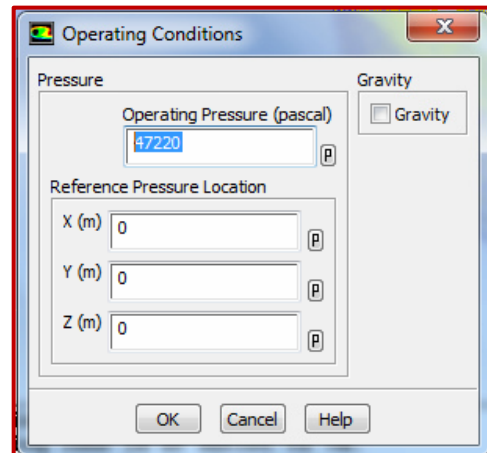 Operating Conditions
Pressure
Gravity
Operating Pressure (pascal)
Gravity
47220
P
Reference Pressure Location
X (m) 0 P
Y (m) 0 P
Z (m) 0 P
OK Cancel Help